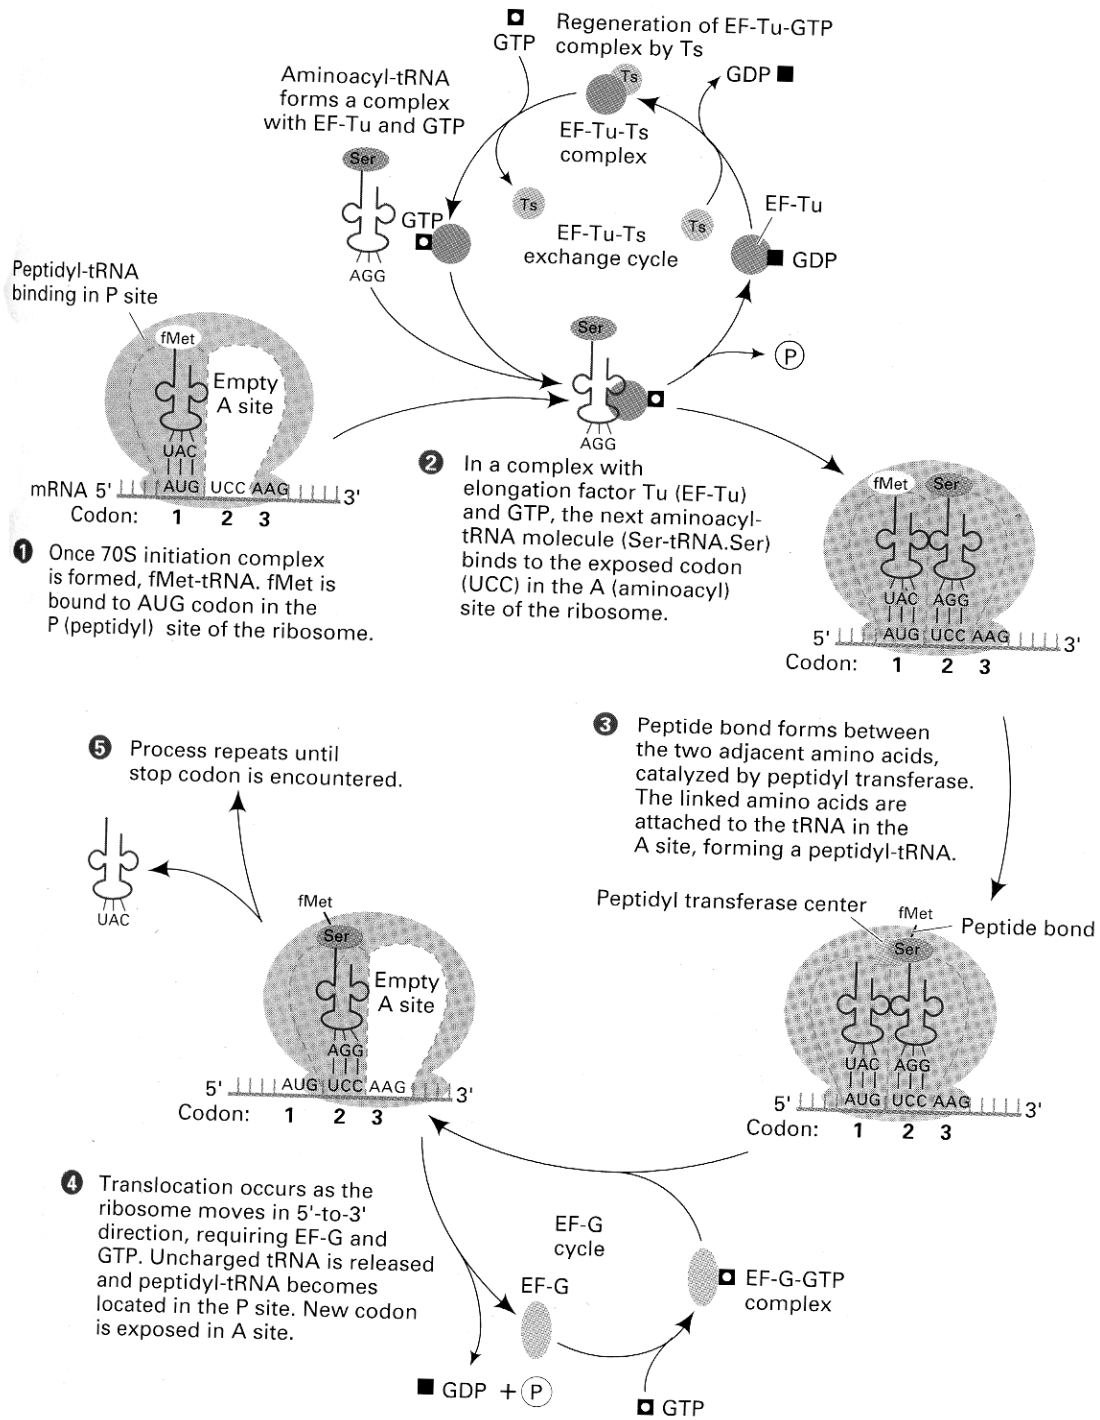 GTP
Regeneration of EF-Tu-GTP
complex by Ts
Ts
GDP
Aminoacyl-tRNA
forms a complex
with EF-Tu and GTP
EF-Tu-Ts
complex
Ser
GTP
AGG
Ts
EF-Tu-Ts
exchange cycle
Ts
EF-Tu
GDP
Peptidyl-tRNA
binding in P site
fMet
Empty
A site
UAC
mRNA 5' AUG UCC AAG 3'
Codon: 1 2 3
Ser
AGG
P
1 Once 70S initiation complex
is formed, fMet-tRNA. fMet is
bound to AUG codon in the
P (peptidyl) site of the ribosome.
2 In a complex with
elongation factor Tu (EF-Tu)
and GTP, the next aminoacyl-
tRNA molecule (Ser-tRNA.Ser)
binds to the exposed codon
(UCC) in the A (aminoacyl)
site of the ribosome.
fMet Ser
UAC AGG
5' AUG UCC AAG 3'
Codon: 1 2 3
3 Peptide bond forms between
the two adjacent amino acids,
catalyzed by peptidyl transferase.
The linked amino acids are
attached to the tRNA in the
A site, forming a peptidyl-tRNA.
5 Process repeats until
stop codon is encountered.
UAC
fMet
Ser
Empty
A site
AGG
5' AUG UCC AAG 3'
Codon: 1 2 3
Peptidyl transferase center
fMet
Peptide bond
Ser
UAC AGG
5' AUG UCC AAG 3'
Codon: 1 2 3
4 Translocation occurs as the
ribosome moves in 5'-to-3'
direction, requiring EF-G and
GTP. Uncharged tRNA is released
and peptidyl-tRNA becomes
located in the P site. New codon
is exposed in A site.
EF-G
cycle
EF-G
EF-G-GTP
complex
GDP + P
GTP